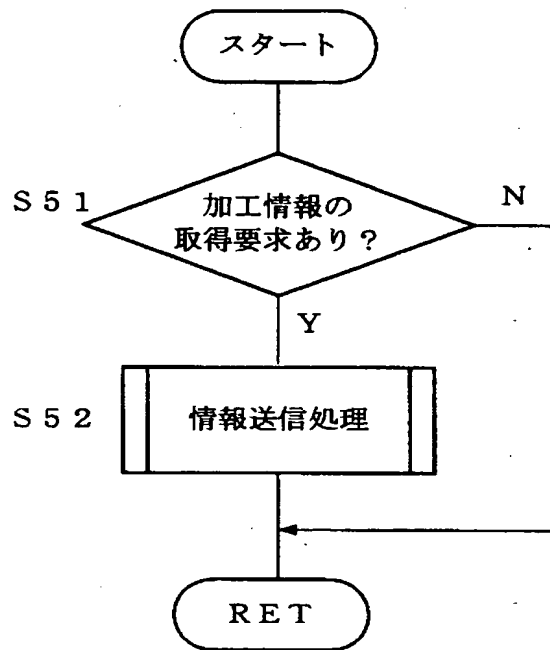 スタート
S51
加工情報の
取得要求あり?
N
Y
S52
情報送信処理
RET